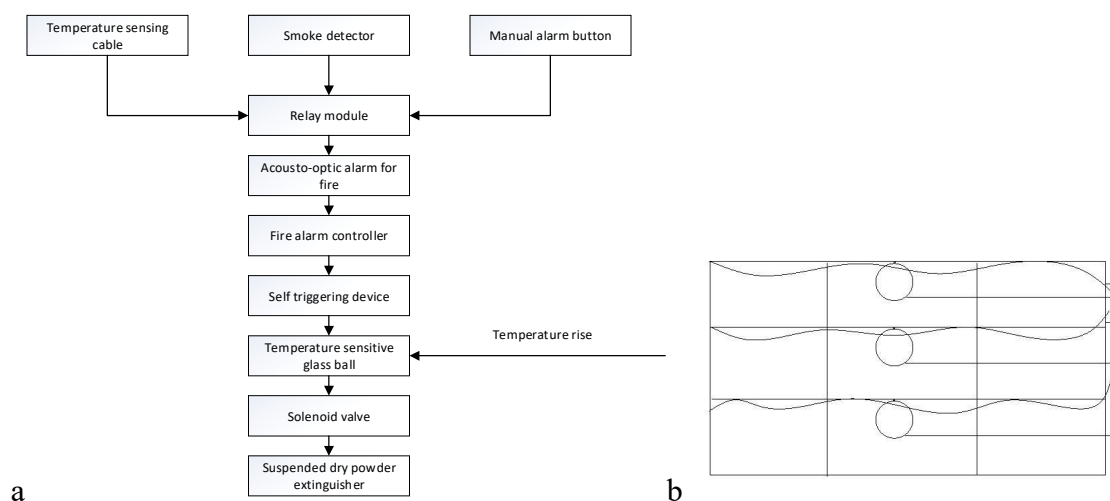 Temperature sensing
cable
Smoke detector
Manual alarm button
Relay module
Acousto-optic alarm for
fire
Fire alarm controller
Self triggering device
Temperature sensitive
glass ball
Temperature rise
Solenoid valve
Suspended dry powder
extinguisher
a
b